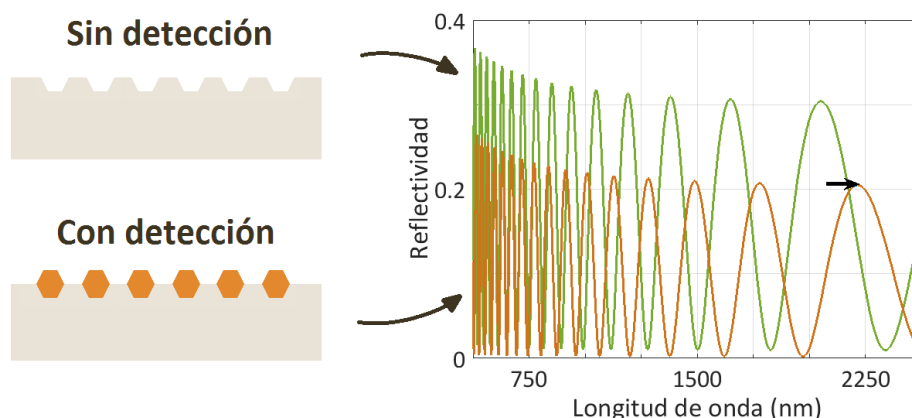 Sin detección
Con detección
Reflectividad
0.4
0.2
0
750
1500
2250
Longitud de onda (nm)